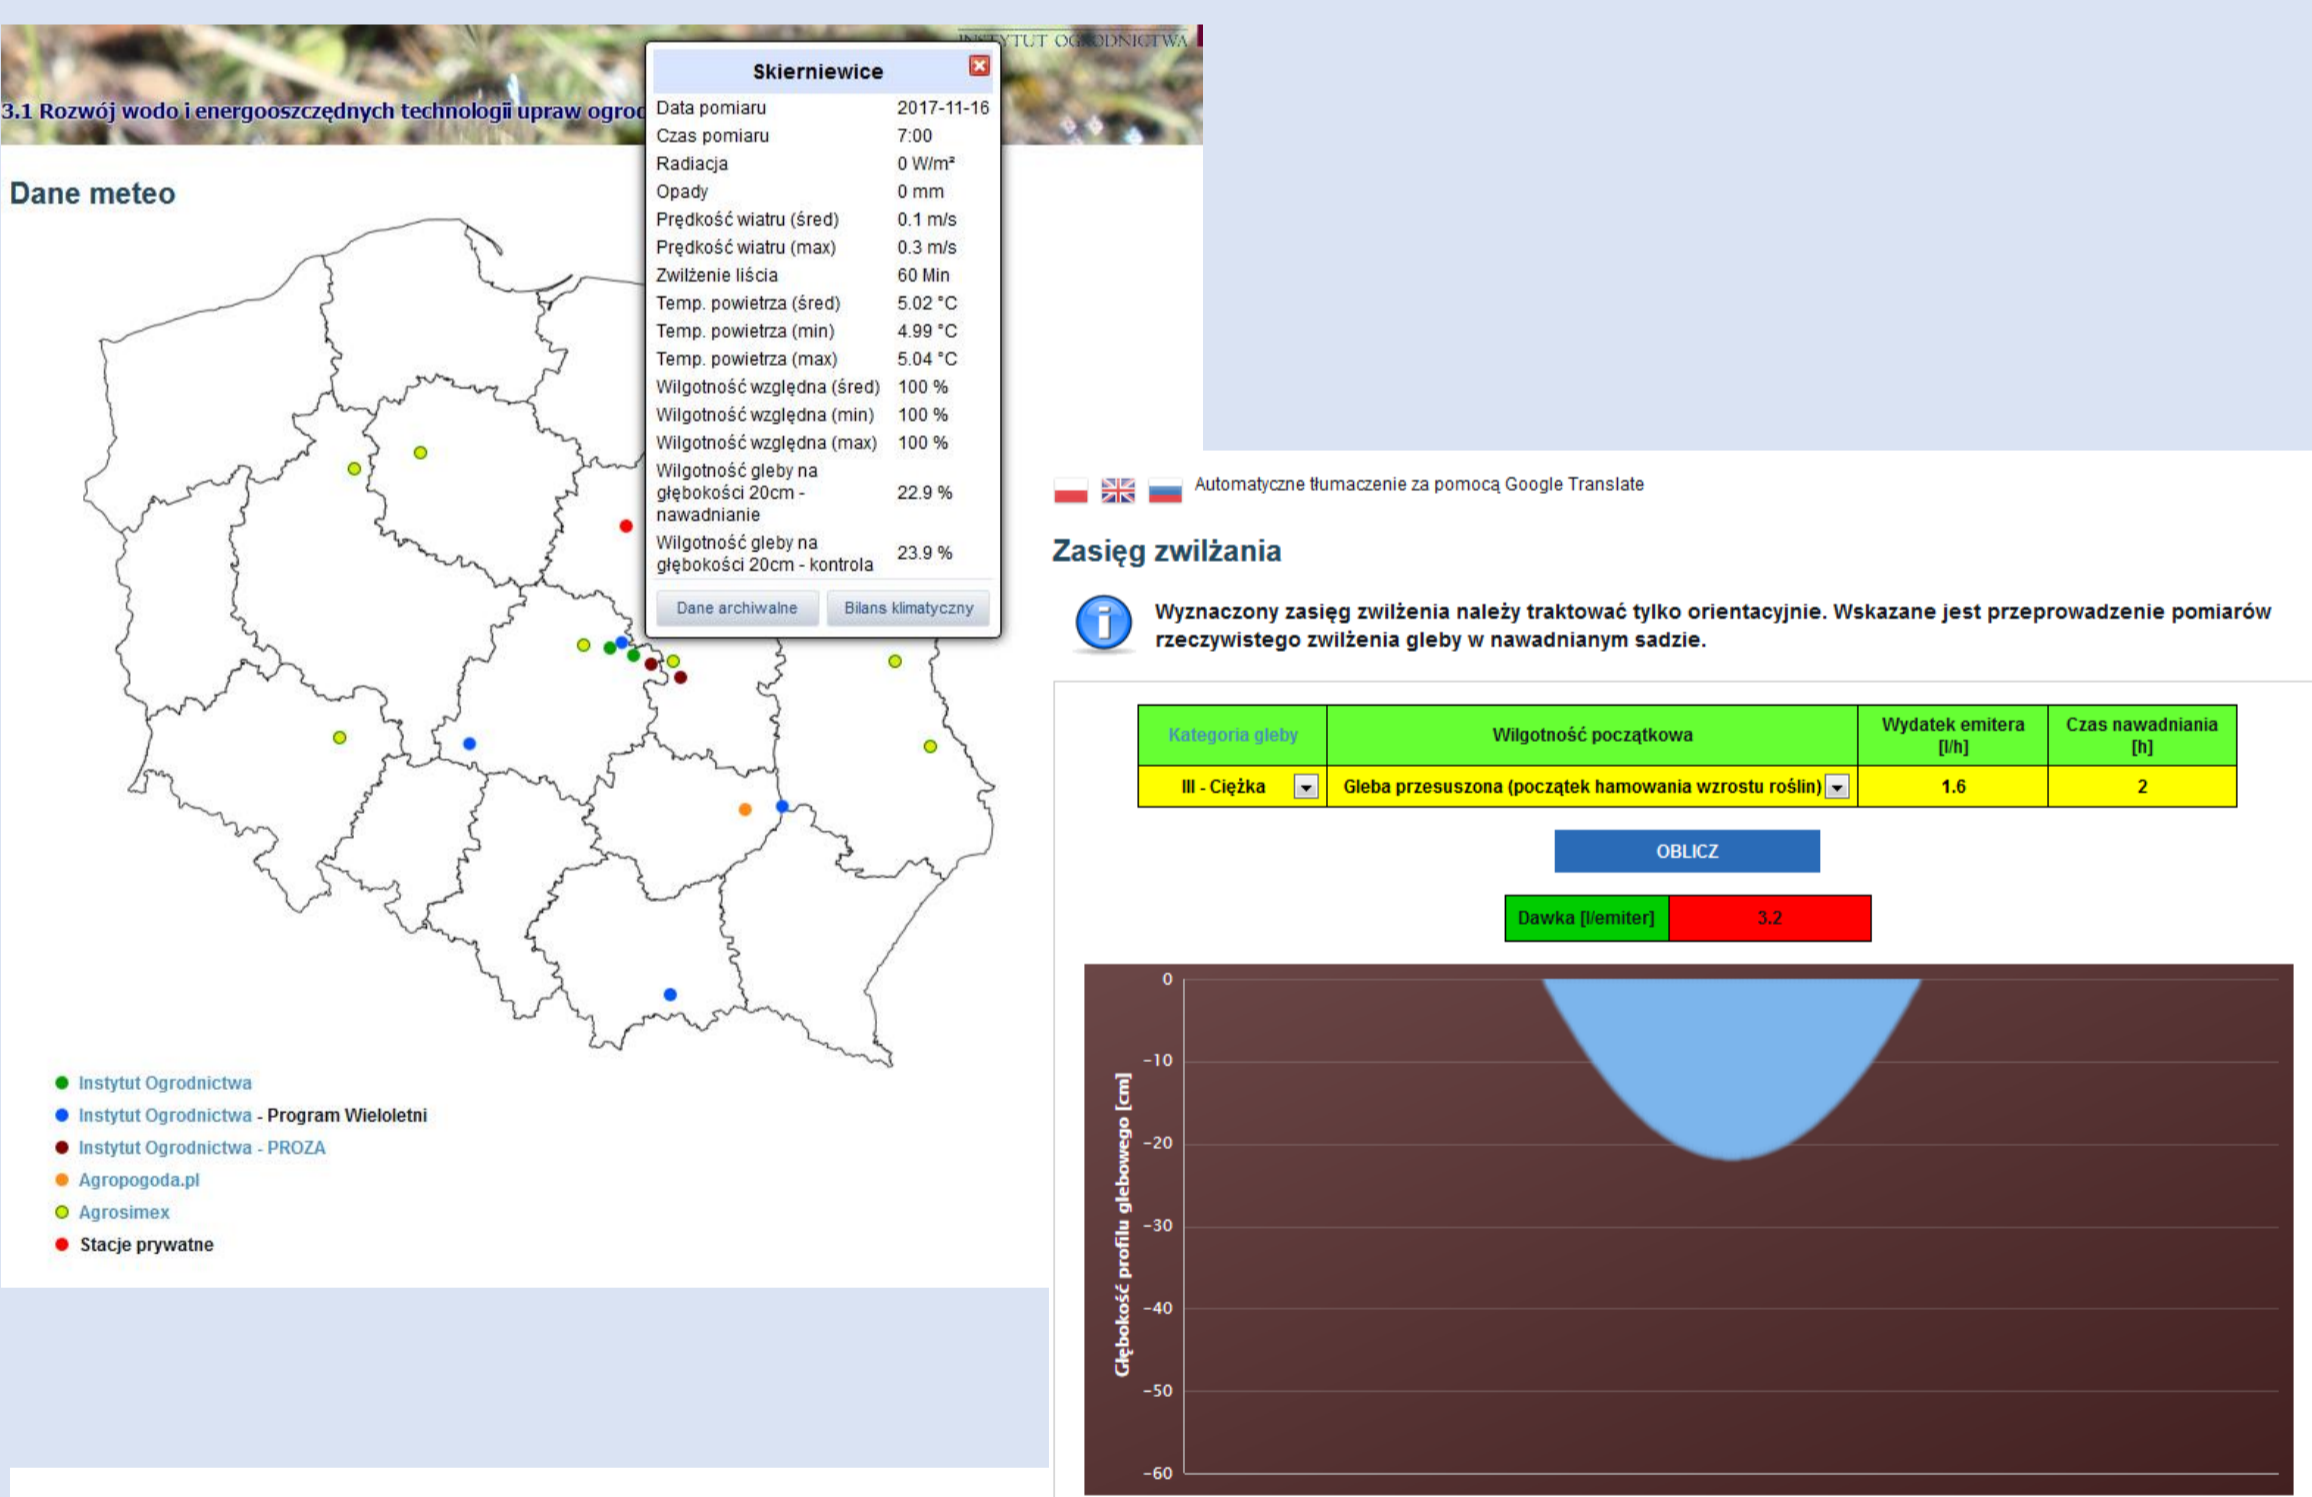 INSTYTUT OGRODNICTWA
3.1 Rozwój wodo i energooszczędnych technologii upraw
Dane meteo
Skierniewice
Data pomiaru 2017-11-16
Czas pomiaru 7:00
Radiacja 0 W/m²
Opady 0 mm
Prędkość wiatru (śred) 0.1 m/s
Prędkość wiatru (max) 0.3 m/s
Zwilżenie liścia 60 Min
Temp. powietrza (śred) 5.02 °C
Temp. powietrza (min) 4.99 °C
Temp. powietrza (max) 5.04 °C
Wilgotność względna (śred) 100 %
Wilgotność względna (min) 100 %
Wilgotność względna (max) 100 %
Wilgotność gleby na
głębokości 20cm - 22.9 %
nawadnianie
Wilgotność gleby na
głębokości 20cm - kontrola 23.9 %
Dane archiwalne Bilans klimatyczny
Instytut Ogrodnictwa
Instytut Ogrodnictwa - Program Wieloletni
Instytut Ogrodnictwa - PROZA
Agropogoda.pl
Agrosimex
Stacje prywatne
Automatyczne tłumaczenie za pomocą Google Translate
Zasięg zwilżania
Wyznaczony zasięg zwilżenia należy traktować tylko orientacyjnie. Wskazane jest przeprowadzenie pomiarów
rzeczywistego zwilżenia gleby w nawadnianym sadzie.
Kategoria gleby Wilgotność początkowa Wydatek emitera [l/h] Czas nawadniania [h]
III - Ciężka Gleba przesuszona (początek hamowania wzrostu roślin) 1.6 2
OBLICZ
Dawka [l/emiter] 3.2
Głębokość profilu glebowego [cm]
0
-10
-20
-30
-40
-50
-60